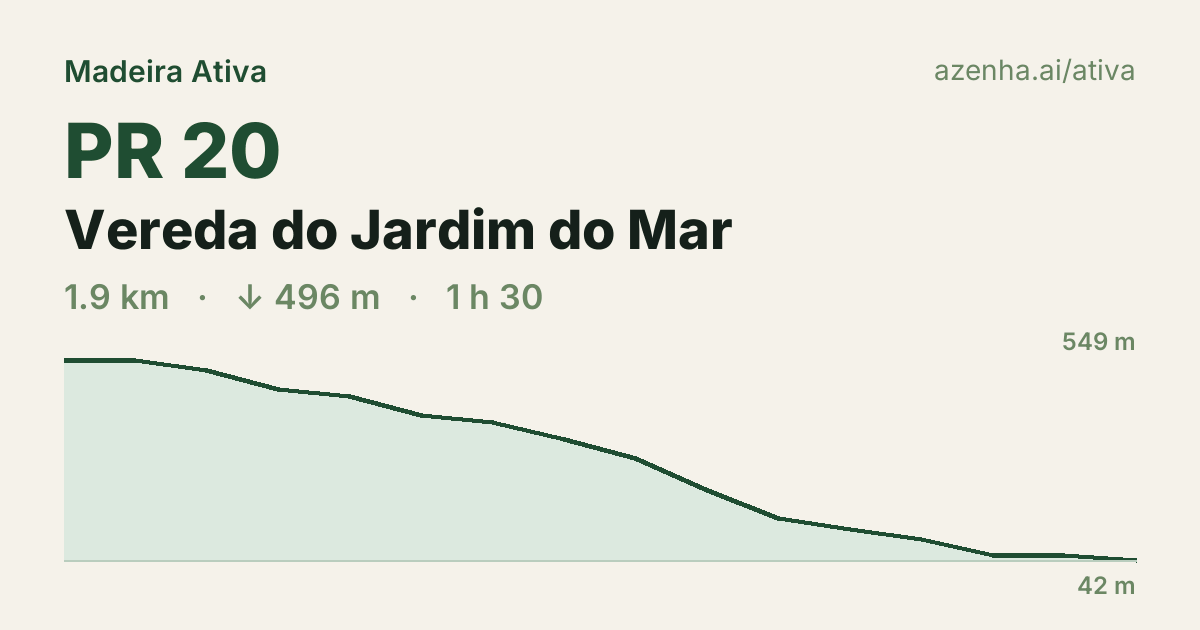 Madeira Ativa
azenha.ai/ativa
PR 20
Vereda do Jardim do Mar
1.9 km · ↓ 496 m · 1 h 30
549 m
42 m